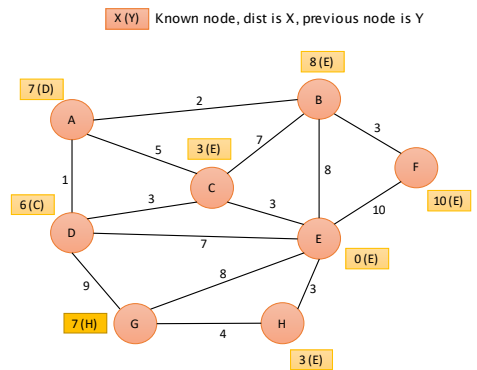 X (Y) Known node, dist is X, previous node is Y
8 (E)
7 (D)
2
B
A
3
5
7
3 (E)
8
F
1
C
3
3
10
10 (E)
6 (C)
D
7
E
0 (E)
8
9
3
7 (H)
G
4
H
3 (E)